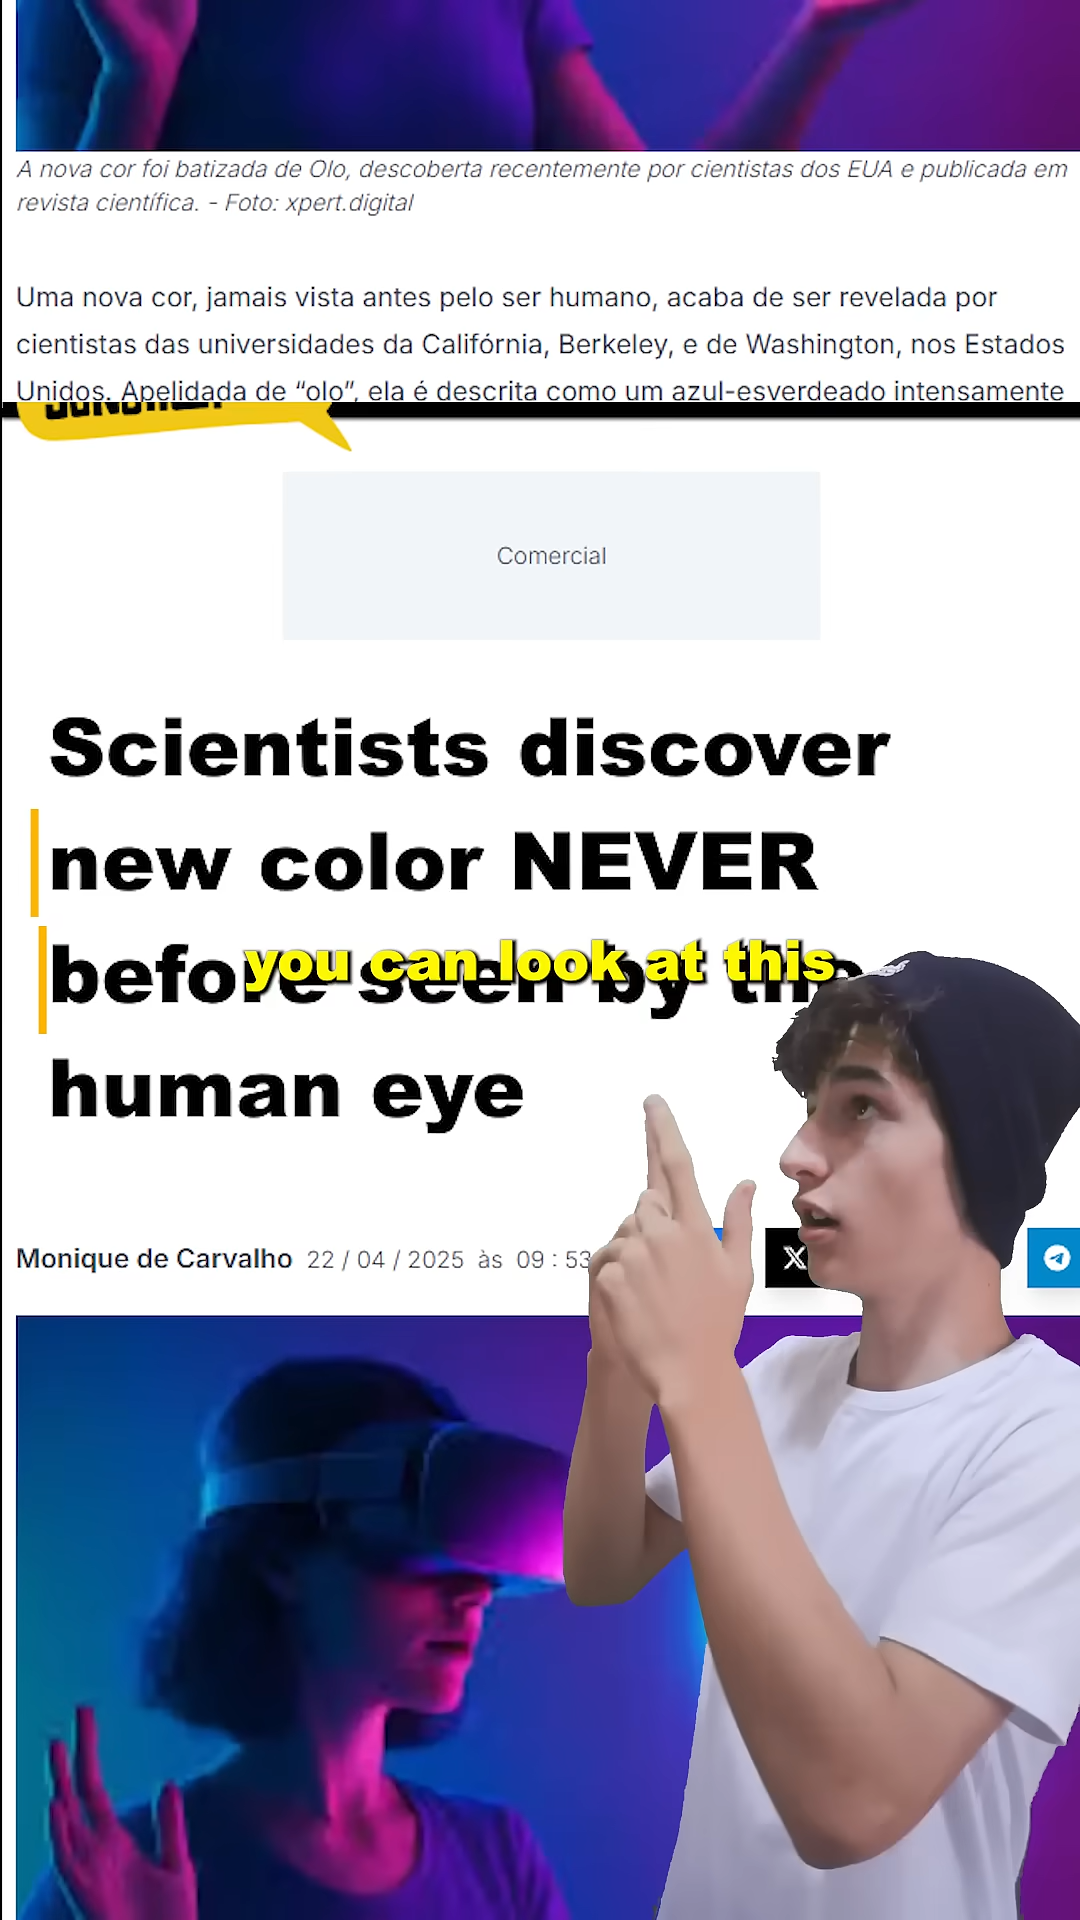 A nova cor foi batizada de Olo, descoberta recentemente por cientistas dos EUA e publicada em
revista científica. - Foto: xpert.digital
Uma nova cor, jamais vista antes pelo ser humano, acaba de ser revelada por
cientistas das universidades da Califórnia, Berkeley, e de Washington, nos Estados
Unidos. Apelidada de “olo”, ela é descrita como um azul-esverdeado intensamente
Comercial
Scientists discover
new color NEVER
before seen by the
you can look at this
human eye
Monique de Carvalho 22 / 04 / 2025 às 09 : 53